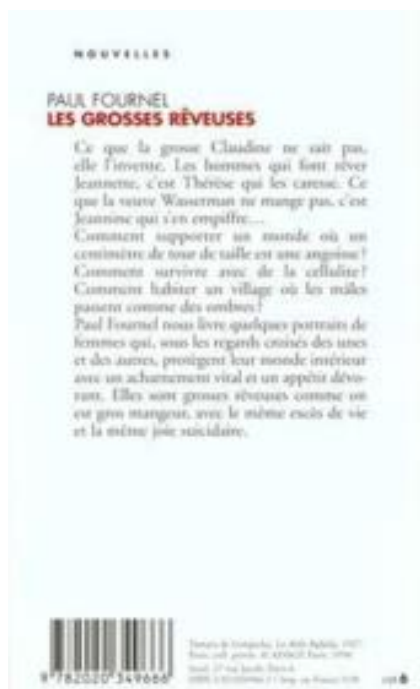 NOUVELLES
PAUL FOURNEL
LES GROSSES RÊVEUSES
Ce que la grosse Claudine ne sait pas,
elle l'invente. Les hommes qui font rêver
Jeannette, c'est Thérèse qui les caresse. Ce
que la veuve Wasserman ne mange pas, c'est
Jeannine qui s'en empiffre...
Comment supporter un monde où un
centimètre de tour de taille est une angoisse ?
Comment survivre avec de la cellulite ?
Comment habiter un village où les mâles
passent comme des ombres ?
Paul Fournel nous livre quelques portraits de
femmes qui, sous les regards croisés des unes
et des autres, protègent leur monde intérieur
avec un acharnement vital et un appétit dévo-
rant. Elles sont grosses rêveuses comme on
est gros mangeur, avec le même excès de vie
et la même joie suicidaire.
9 782020 349666